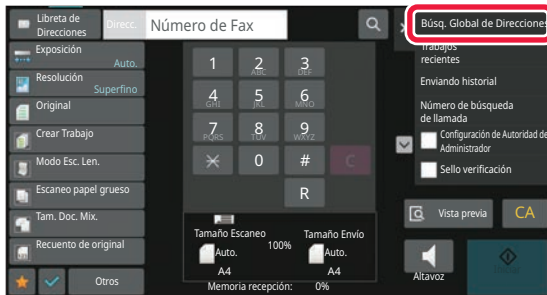 Libreta de
Direcciones
Direcc.
Número de Fax
Búsq. Global de Direcciones
Exposición
Auto.
Resolución
Superfino
Original
Crear Trabajo
Modo Esc. Len.
Escaneo papel grueso
Tam. Doc. Mix.
Recuento de original
Otros
1
2
ABC
3
DEF
4
GHI
5
JKL
6
MNO
7
PQRS
8
TUV
9
WXYZ
0
#
C
R
Tamaño Escaneo
100%
Tamaño Envío
Auto.
A4
Auto.
A4
Memoria recepción: 0%
Trabajos
recientes
Enviando historial
Número de búsqueda
de llamada
Configuración de Autoridad de
Administrador
Sello verificación
Vista previa
CA
Altavoz